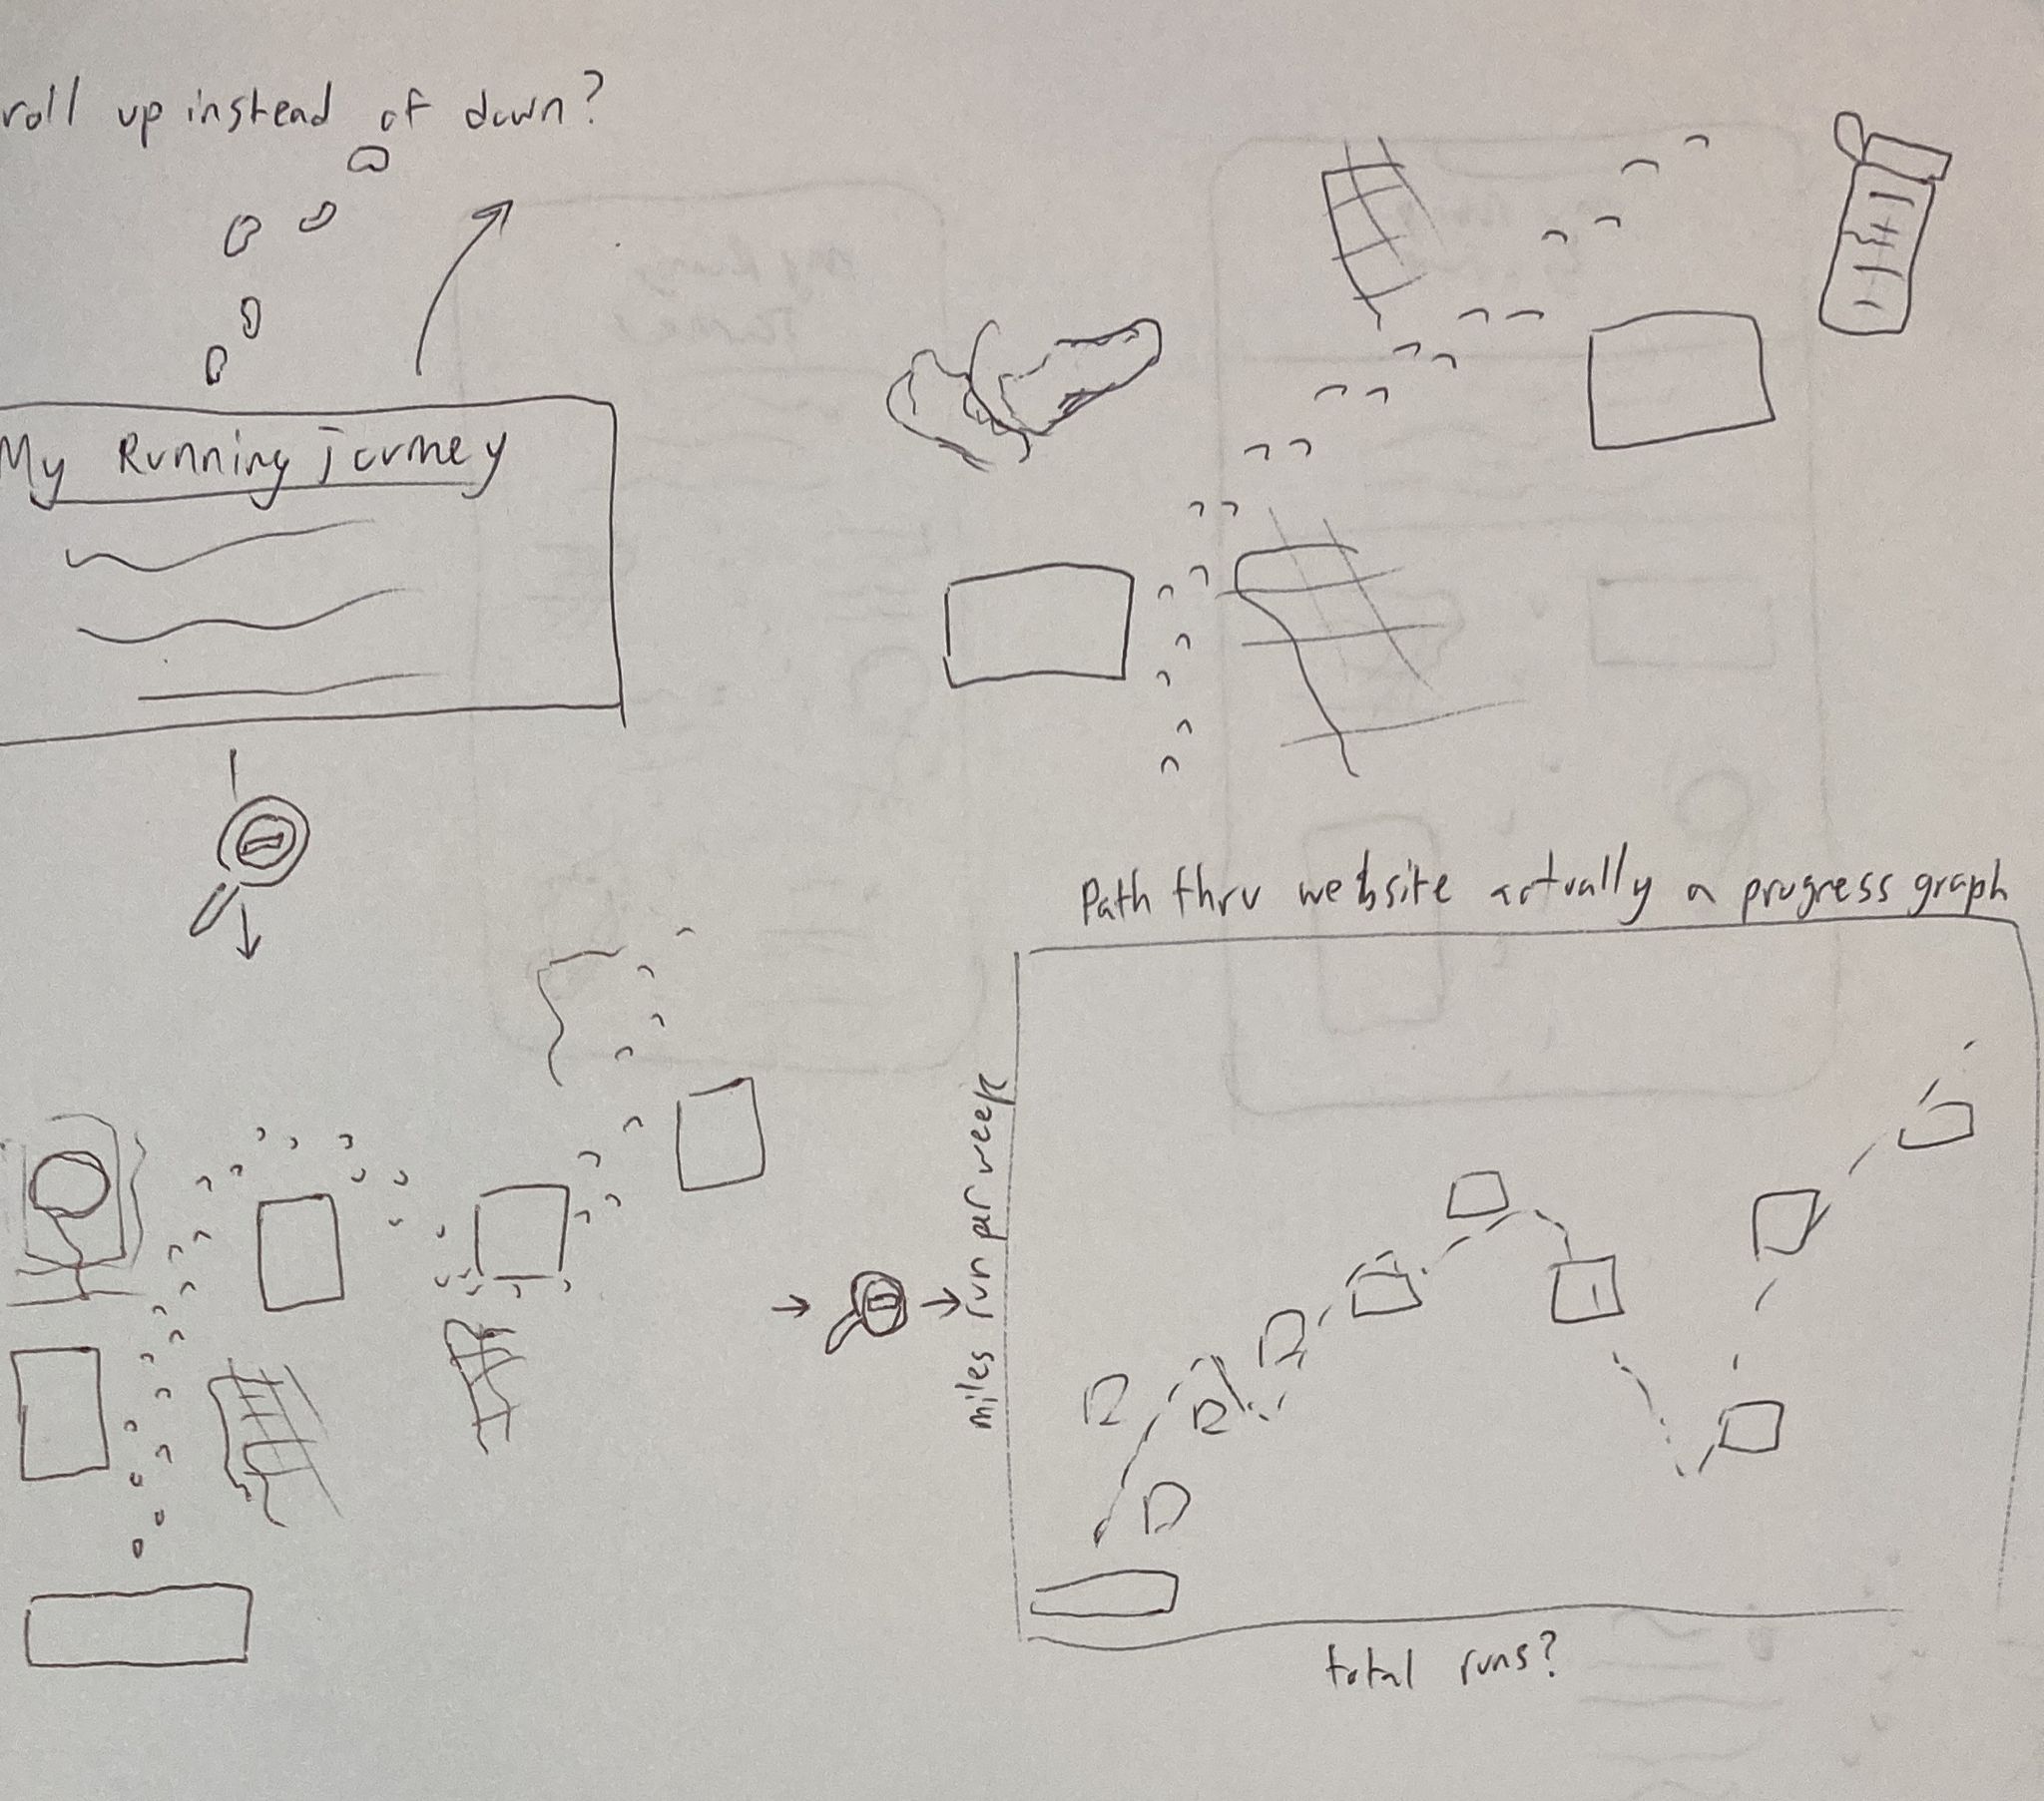 roll up instead of down?
My Running Journey
Path thru website actually a progress graph
miles run per week
total runs?